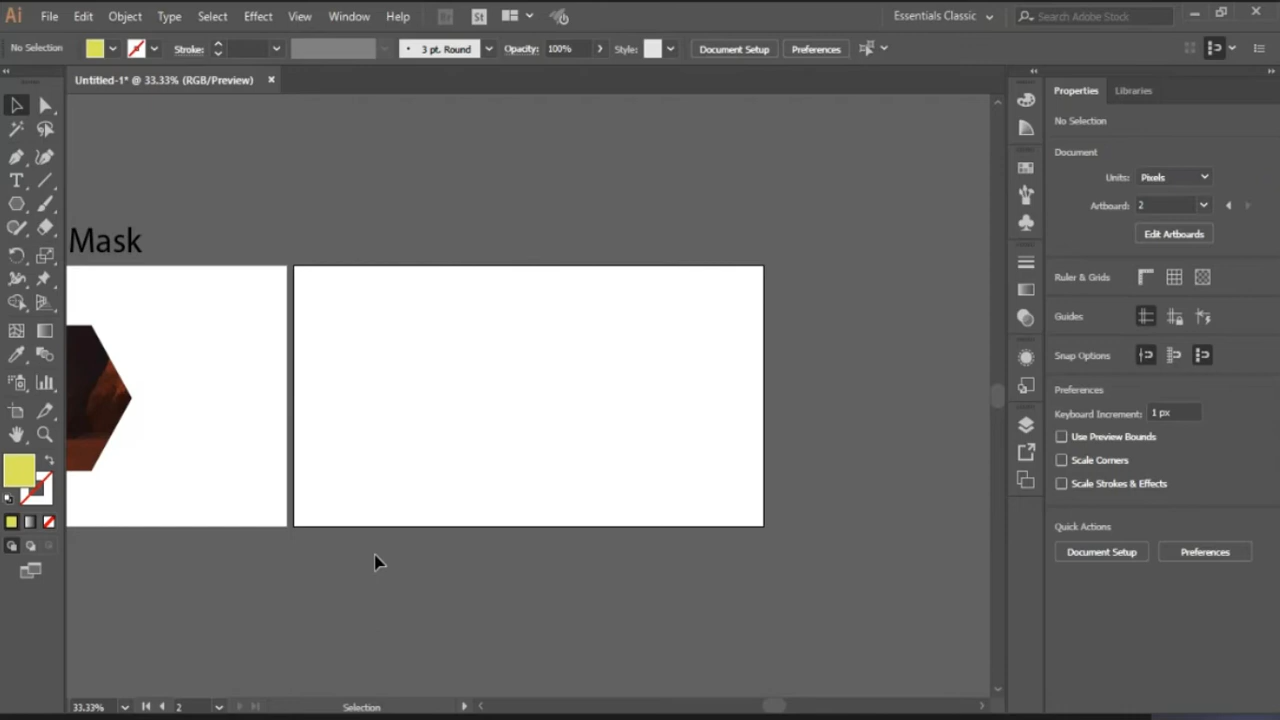 Ai File Edit Object Type Select Effect View Window Help Br St Essentials Classic Search Adobe Stock
No Selection Stroke: 3 pt. Round Opacity: 100% Style: Document Setup Preferences
Untitled-1* @ 33.33% (RGB/Preview)
Properties Libraries
No Selection
Document
Units: Pixels
Artboard: 2
Edit Artboards
Mask
Ruler & Grids
Guides
Snap Options
Preferences
Keyboard Increment: 1 px
Use Preview Bounds
Scale Corners
Scale Strokes & Effects
Quick Actions
Document Setup Preferences
33.33% 2 Selection